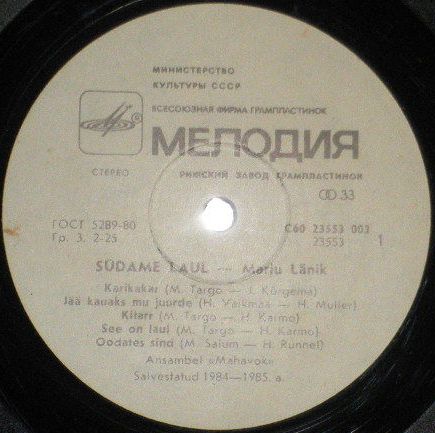 МИНИСТЕРСТВО
КУЛЬТУРЫ СССР
ВСЕСОЮЗНАЯ ФИРМА ГРАМПЛАСТИНОК
МЕЛОДИЯ
СТЕРЕО
РИЖСКИЙ ЗАВОД ГРАМПЛАСТИНОК
33
ГОСТ 5289-80
Гр. 3. 2-25
С60 23553 003
23553
1
SÜDAME LAUL — Marju Länik
Karikakar (M. Targo — I. Kõrgemä)
Jää kauaks mu juurde (H. Vaikmaa — H. Muller)
Kitarr (M. Targo — H. Karmo)
See on laul (M. Targo — H. Karmo)
Oodates sind (M. Salum — H. Runnel)
Ansambel «Mahavok»
Salvestatud 1984—1985. a.